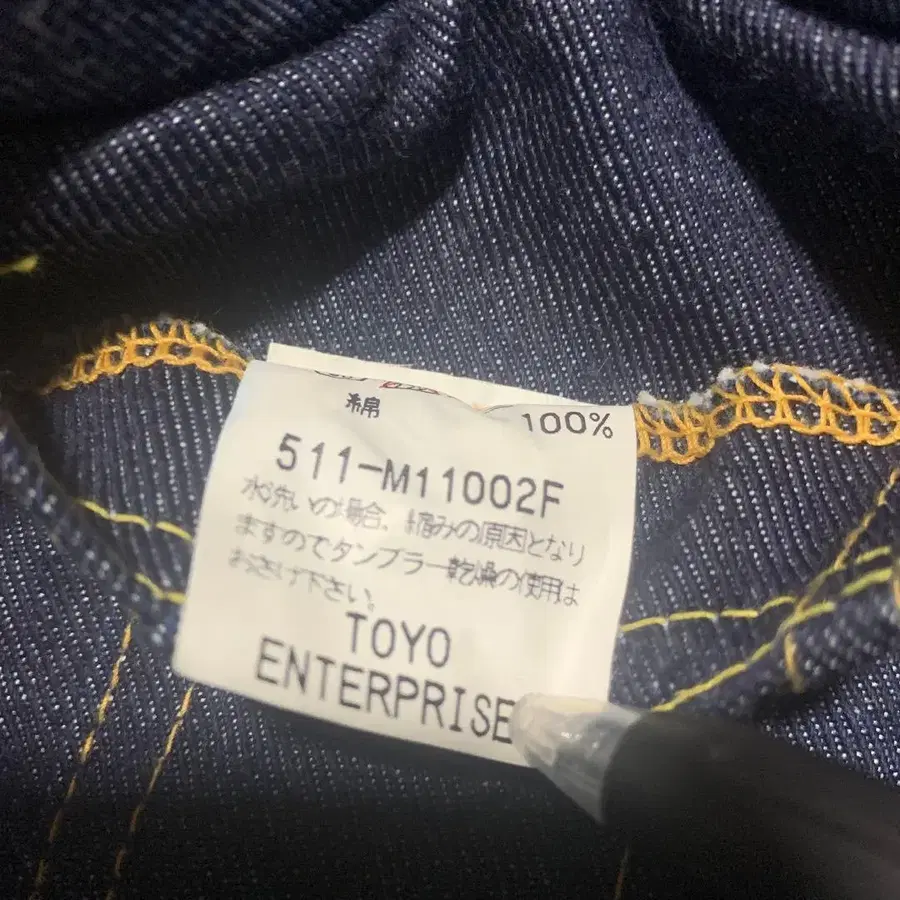 綿 100%
511-M11002F
水洗いの場合、縮みの原因となり
ますのでタンブラー乾燥の使用は
おさけ下さい。
TOYO
ENTERPRISE